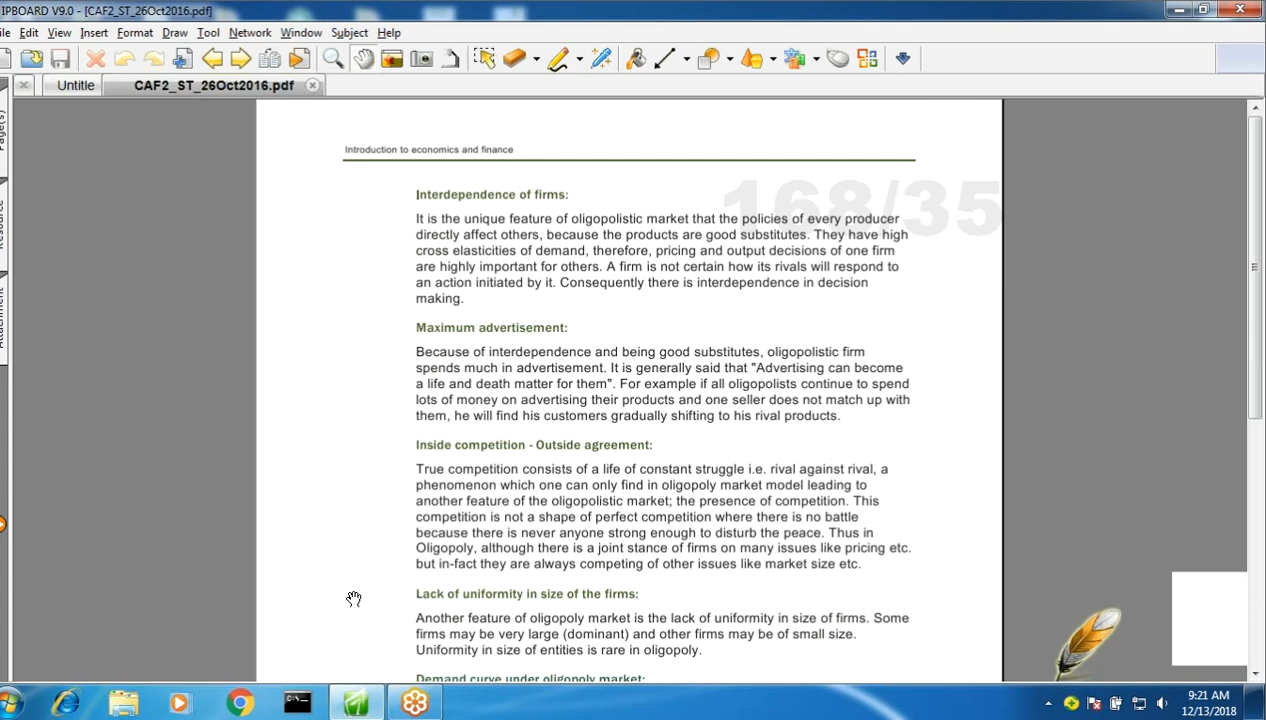 IPBOARD V9.0 - [CAF2_ST_26Oct2016.pdf]
le Edit View Insert Format Draw Tool Network Window Subject Help
Untitle CAF2_ST_26Oct2016.pdf
Page(s)
Resource
Attachment
168/35
Introduction to economics and finance
Interdependence of firms:
It is the unique feature of oligopolistic market that the policies of every producer
directly affect others, because the products are good substitutes. They have high
cross elasticities of demand, therefore, pricing and output decisions of one firm
are highly important for others. A firm is not certain how its rivals will respond to
an action initiated by it. Consequently there is interdependence in decision
making.
Maximum advertisement:
Because of interdependence and being good substitutes, oligopolistic firm
spends much in advertisement. It is generally said that "Advertising can become
a life and death matter for them". For example if all oligopolists continue to spend
lots of money on advertising their products and one seller does not match up with
them, he will find his customers gradually shifting to his rival products.
Inside competition - Outside agreement:
True competition consists of a life of constant struggle i.e. rival against rival, a
phenomenon which one can only find in oligopoly market model leading to
another feature of the oligopolistic market; the presence of competition. This
competition is not a shape of perfect competition where there is no battle
because there is never anyone strong enough to disturb the peace. Thus in
Oligopoly, although there is a joint stance of firms on many issues like pricing etc.
but in-fact they are always competing of other issues like market size etc.
Lack of uniformity in size of the firms:
Another feature of oligopoly market is the lack of uniformity in size of firms. Some
firms may be very large (dominant) and other firms may be of small size.
Uniformity in size of entities is rare in oligopoly.
Demand curve under oligopoly market:
9:21 AM
12/13/2018